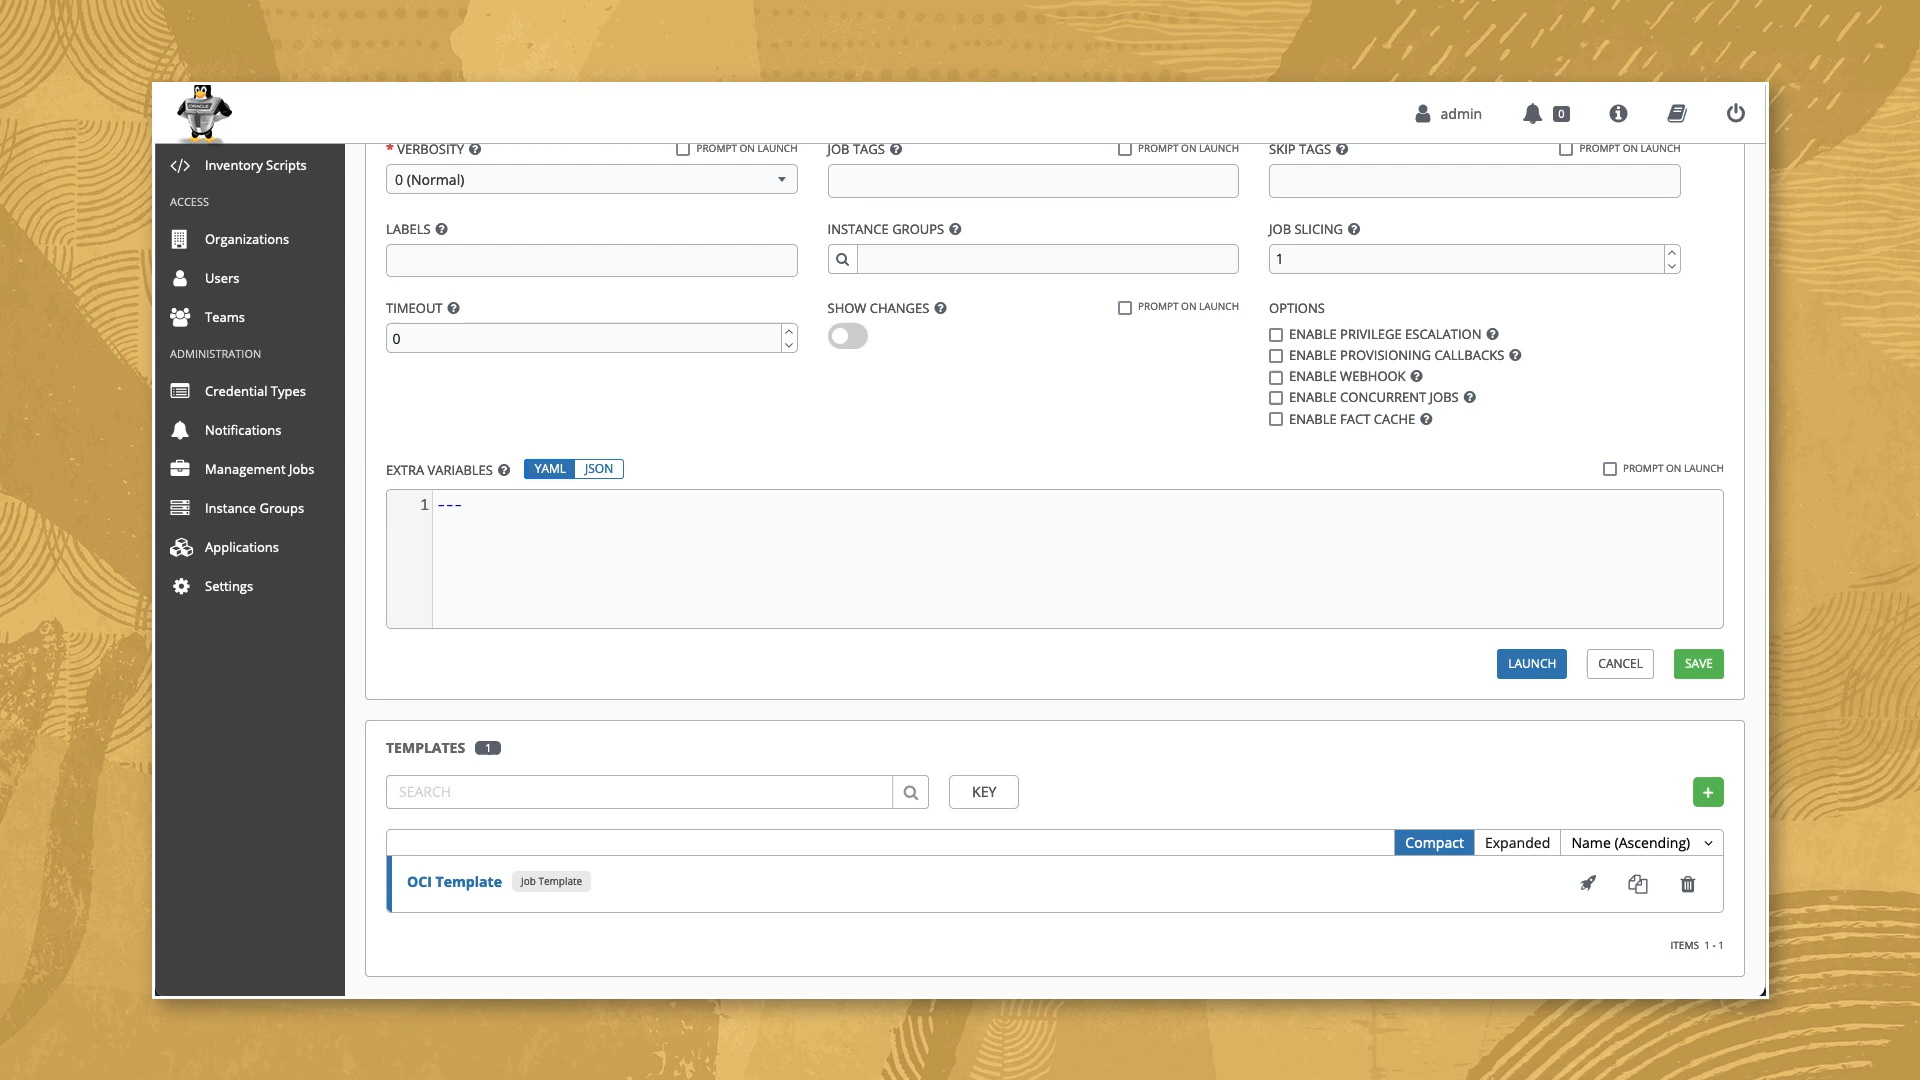 ORACLE
admin
0
Inventory Scripts
ACCESS
Organizations
Users
Teams
ADMINISTRATION
Credential Types
Notifications
Management Jobs
Instance Groups
Applications
Settings
* VERBOSITY PROMPT ON LAUNCH
0 (Normal)
JOB TAGS PROMPT ON LAUNCH
SKIP TAGS PROMPT ON LAUNCH
LABELS
INSTANCE GROUPS
JOB SLICING
1
TIMEOUT
0
SHOW CHANGES PROMPT ON LAUNCH
OPTIONS
ENABLE PRIVILEGE ESCALATION
ENABLE PROVISIONING CALLBACKS
ENABLE WEBHOOK
ENABLE CONCURRENT JOBS
ENABLE FACT CACHE
EXTRA VARIABLES YAML JSON PROMPT ON LAUNCH
1 ---
LAUNCH CANCEL SAVE
TEMPLATES 1
SEARCH KEY +
Compact Expanded Name (Ascending)
OCI Template Job Template
ITEMS 1 - 1